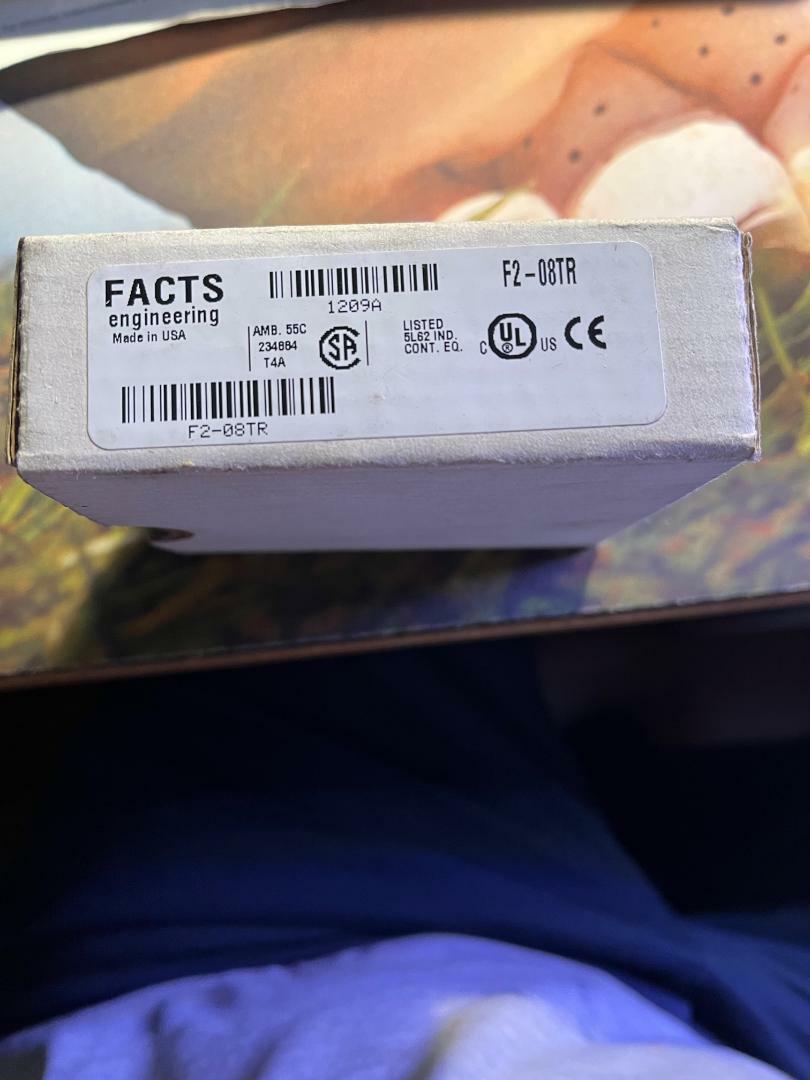 FACTS
engineering
Made in USA
1209A
F2-08TR
AMB. 55C
234884
T4A
SA
LISTED
5L62 IND.
CONT. EQ.
C UL ® US CE
F2-08TR